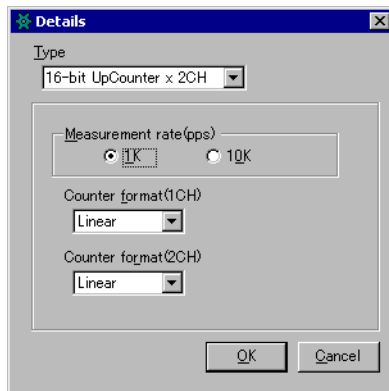 Details
Type
16-bit UpCounter x 2CH
Measurement rate(pps)
1K 10K
Counter format(1CH)
Linear
Counter format(2CH)
Linear
OK Cancel